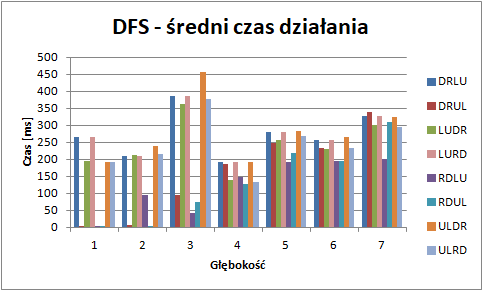 DFS - średni czas działania
Czas [ms]
500
450
400
350
300
250
200
150
100
50
0
1 2 3 4 5 6 7
Głębokość
DRLU
DRUL
LUDR
LURD
RDLU
RDUL
ULDR
ULRD